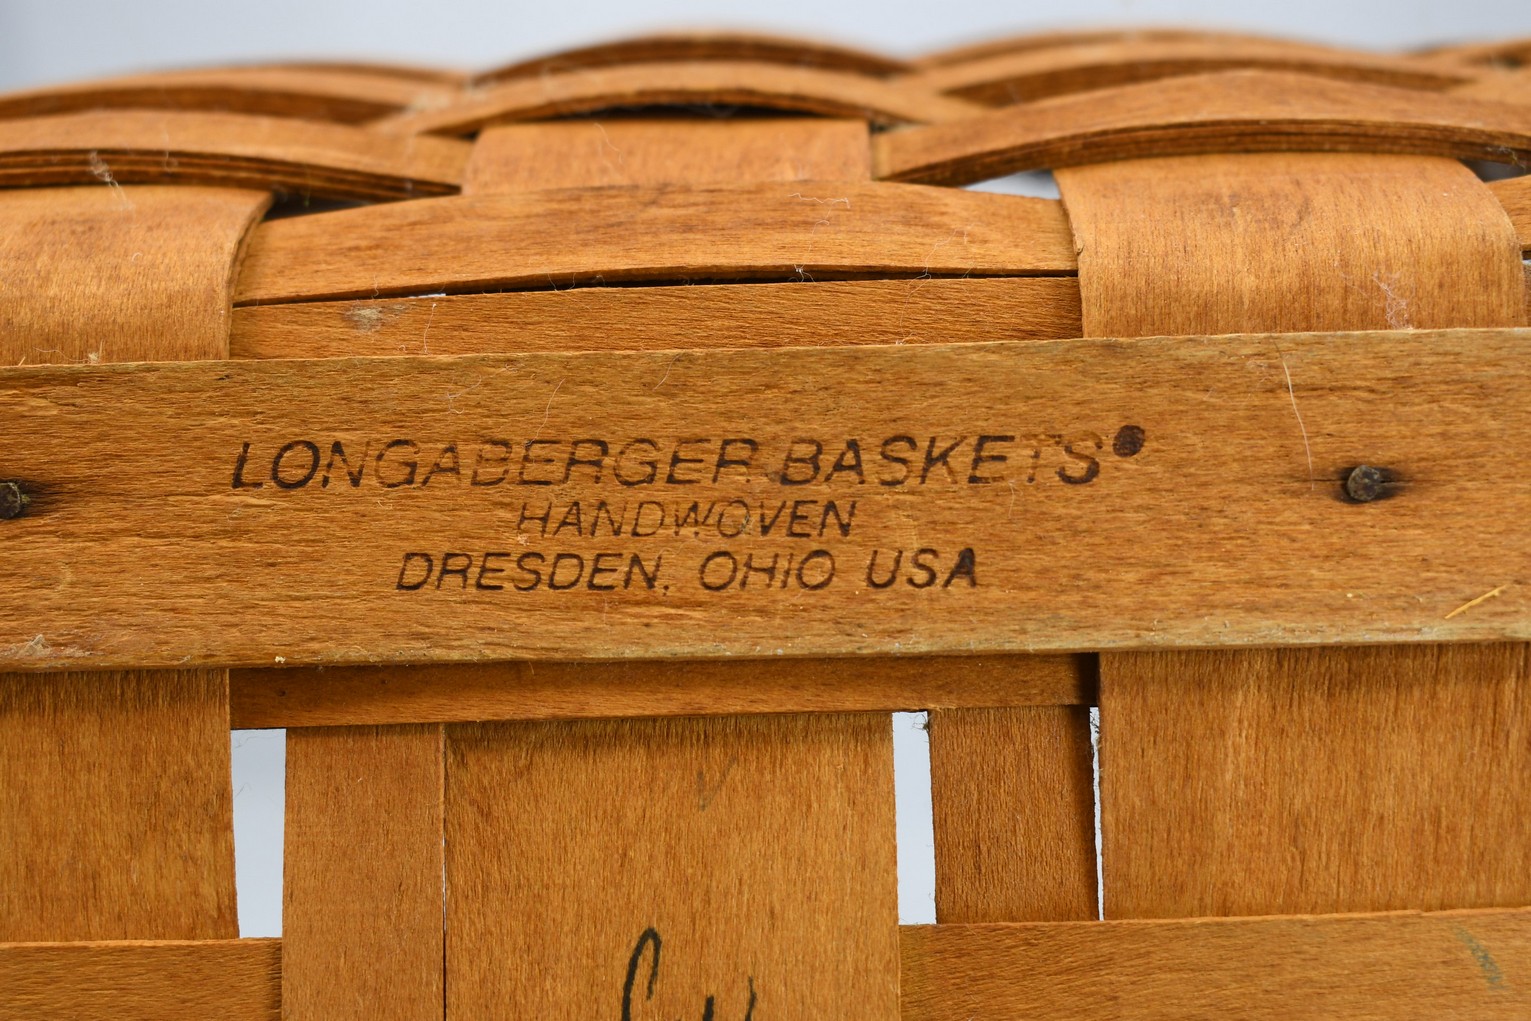 LONGABERGER BASKETS®
HANDWOVEN
DRESDEN, OHIO USA